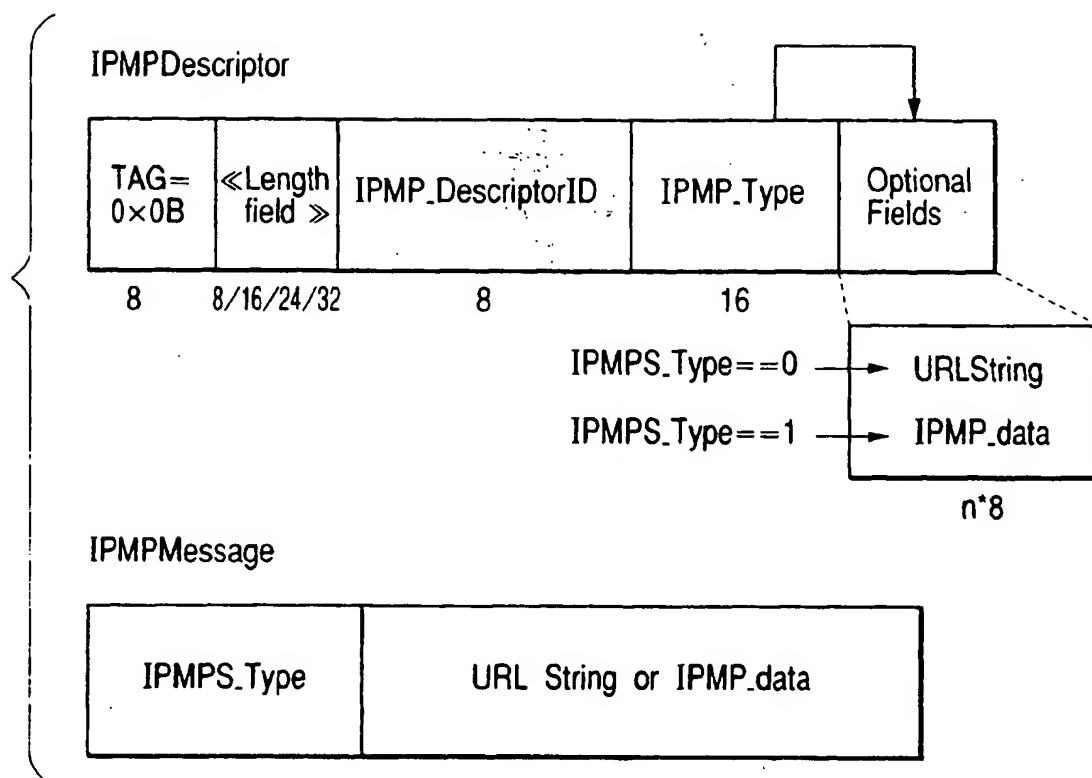 IPMPDescriptor
TAG=
0×0B
≪Length
field ≫
IPMP_DescriptorID
IPMP_Type
Optional
Fields
8
8/16/24/32
8
16
IPMPS_Type==0
URLString
IPMPS_Type==1
IPMP_data
n*8
IPMPMessage
IPMPS_Type
URL String or IPMP_data